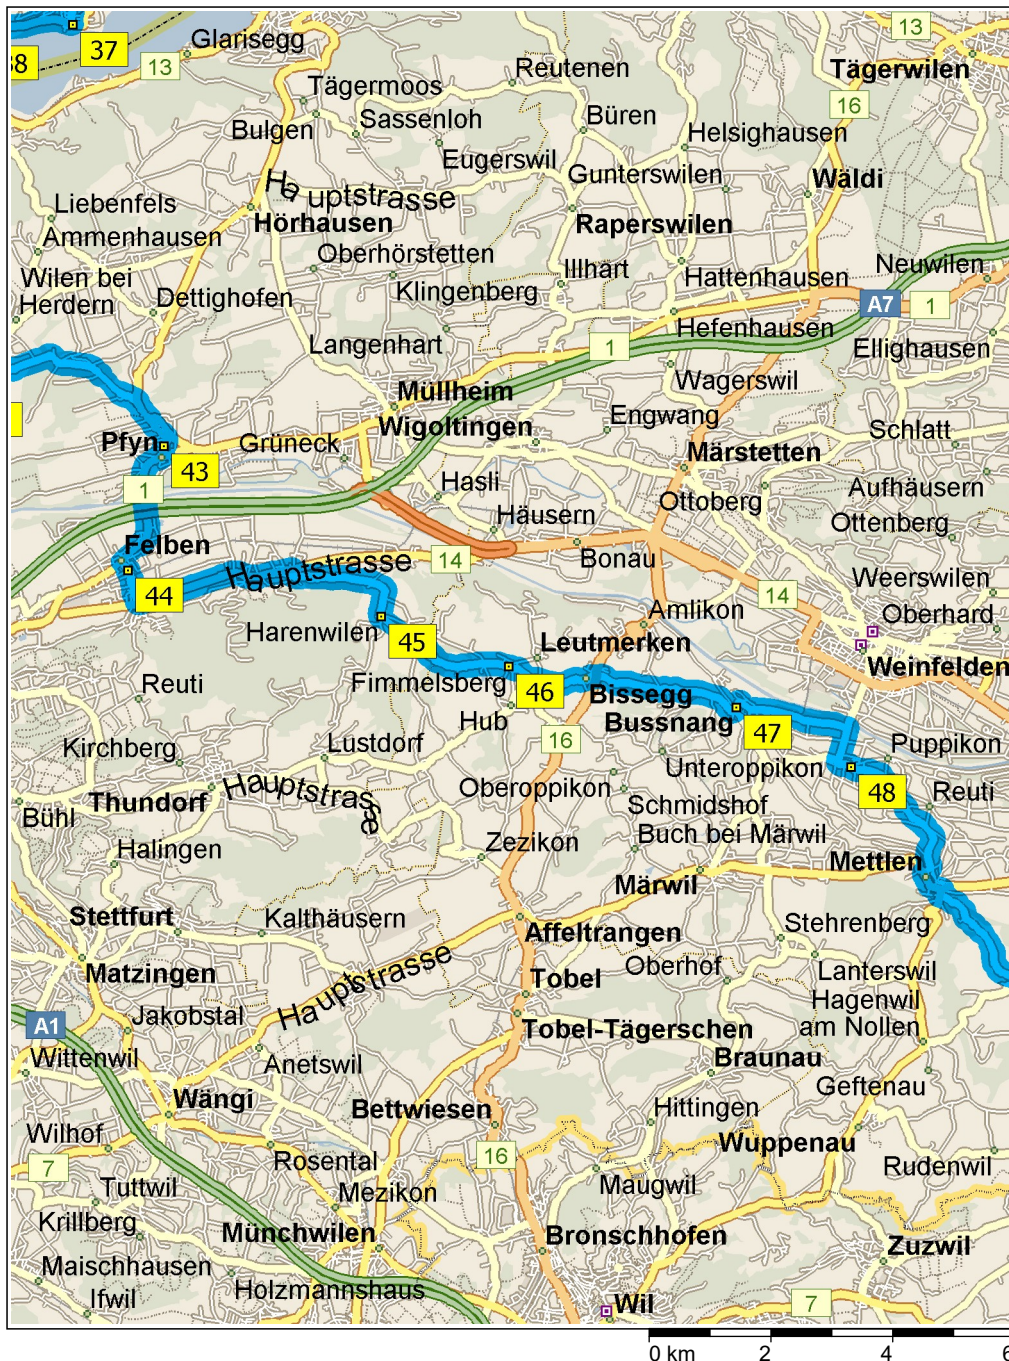 37
13
Glarisegg
13
38
Tägerwilen
Reutenen
Tägermoos
16
Sassenloh
Büren
Bulgen
Helsighausen
Eugerswil
Gunterswilen
Wäldi
Hauptstrasse
Liebenfels
Hörhausen
Raperswilen
Ammenhausen
Oberhörstetten
Illhart
Neuwilen
Wilen bei
Herdern
Hattenhausen
Klingenberg
Dettighofen
A7
1
Hefenhausen
Langenhart
1
Ellighausen
Wagerswil
Müllheim
Engwang
Wigoltingen
Schlatt
Pfyn
Grüneck
Märstetten
43
1
Hasli
Ottoberg
Aufhäusern
Häusern
Ottenberg
Felben
Bonau
Hauptstrasse
14
Weerswilen
44
14
Oberhard
Amlikon
Harenwilen
45
Leutmerken
Weinfelden
Fimmelsberg
46
Reuti
Bissegg
Hub
Bussnang
47
16
Kirchberg
Lustdorf
Puppikon
Unteroppikon
Hauptstrasse
Oberoppikon
48
Reuti
Thundorf
Schmidshof
Bühl
Buch bei Märwil
Halingen
Zezikon
Mettlen
Märwil
Stettfurt
Kalthäusern
Stehrenberg
Affeltrangen
Matzingen
Hauptstrasse
Oberhof
Lanterswil
Tobel
Hagenwil
am Nollen
A1
Jakobstal
Tobel-Tägerschen
Wittenwil
Anetswil
Braunau
Geftenau
Wängi
Bettwiesen
Hittingen
Wilhof
Wuppenau
7
Rosental
16
Rudenwil
Tuttwil
Mezikon
Maugwil
Krillberg
Münchwilen
Bronschhofen
Zuzwil
Maischhausen
Holzmannshaus
Ifwil
Wil
7
0 km 2 4 6